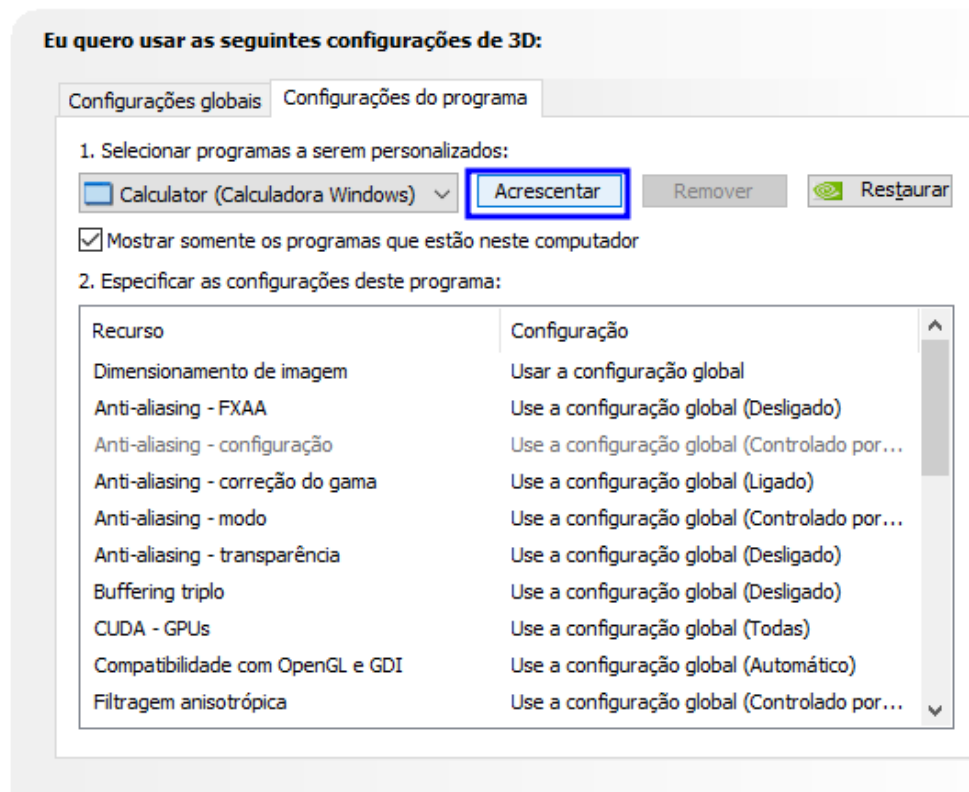 Eu quero usar as seguintes configurações de 3D:
Configurações globais Configurações do programa
1. Selecionar programas a serem personalizados:
Calculator (Calculadora Windows) Acrescentar Remover Restaurar
Mostrar somente os programas que estão neste computador
2. Especificar as configurações deste programa:
Recurso Configuração
Dimensionamento de imagem Usar a configuração global
Anti-aliasing - FXAA Use a configuração global (Desligado)
Anti-aliasing - configuração Use a configuração global (Controlado por...
Anti-aliasing - correção do gama Use a configuração global (Ligado)
Anti-aliasing - modo Use a configuração global (Controlado por...
Anti-aliasing - transparência Use a configuração global (Desligado)
Buffering triplo Use a configuração global (Desligado)
CUDA - GPUs Use a configuração global (Todas)
Compatibilidade com OpenGL e GDI Use a configuração global (Automático)
Filtragem anisotrópica Use a configuração global (Controlado por...